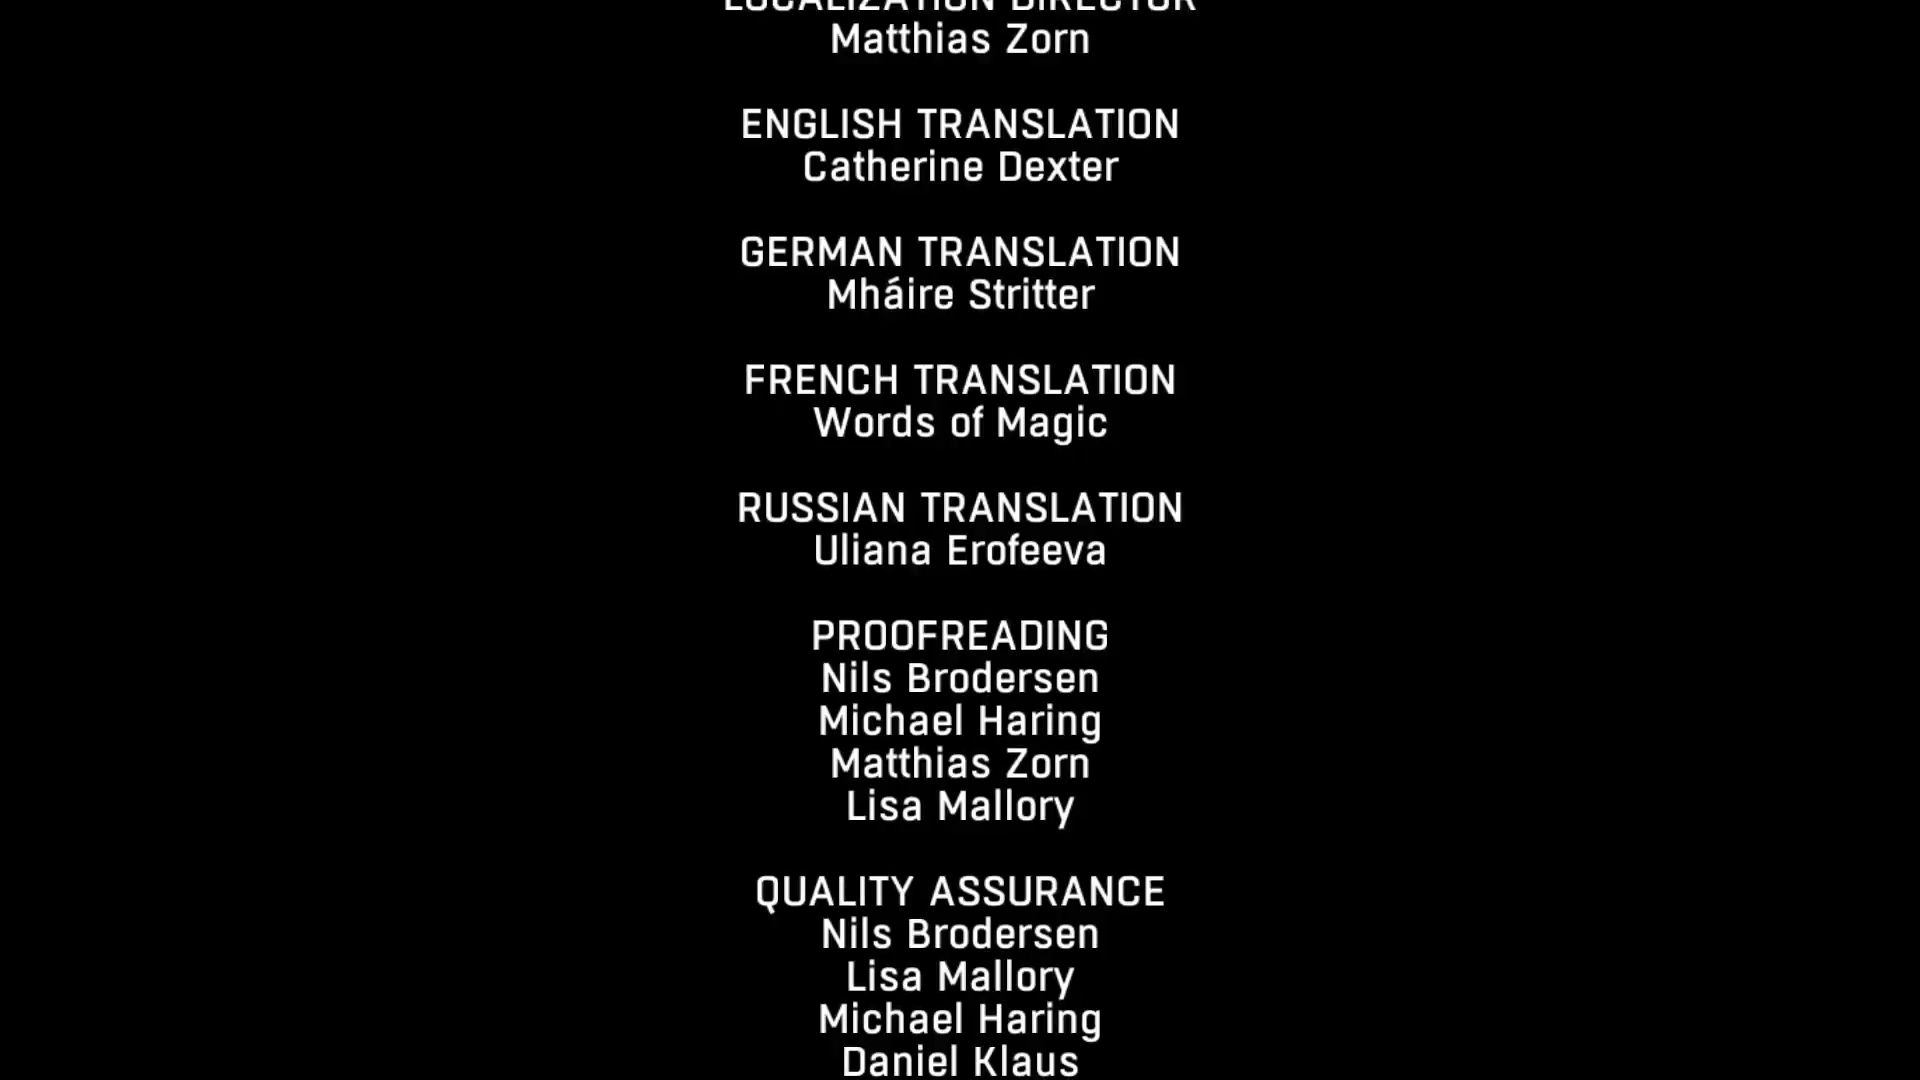 LOCALIZATION DIRECTOR
Matthias Zorn
ENGLISH TRANSLATION
Catherine Dexter
GERMAN TRANSLATION
Mháire Stritter
FRENCH TRANSLATION
Words of Magic
RUSSIAN TRANSLATION
Uliana Erofeeva
PROOFREADING
Nils Brodersen
Michael Haring
Matthias Zorn
Lisa Mallory
QUALITY ASSURANCE
Nils Brodersen
Lisa Mallory
Michael Haring
Daniel Klaus